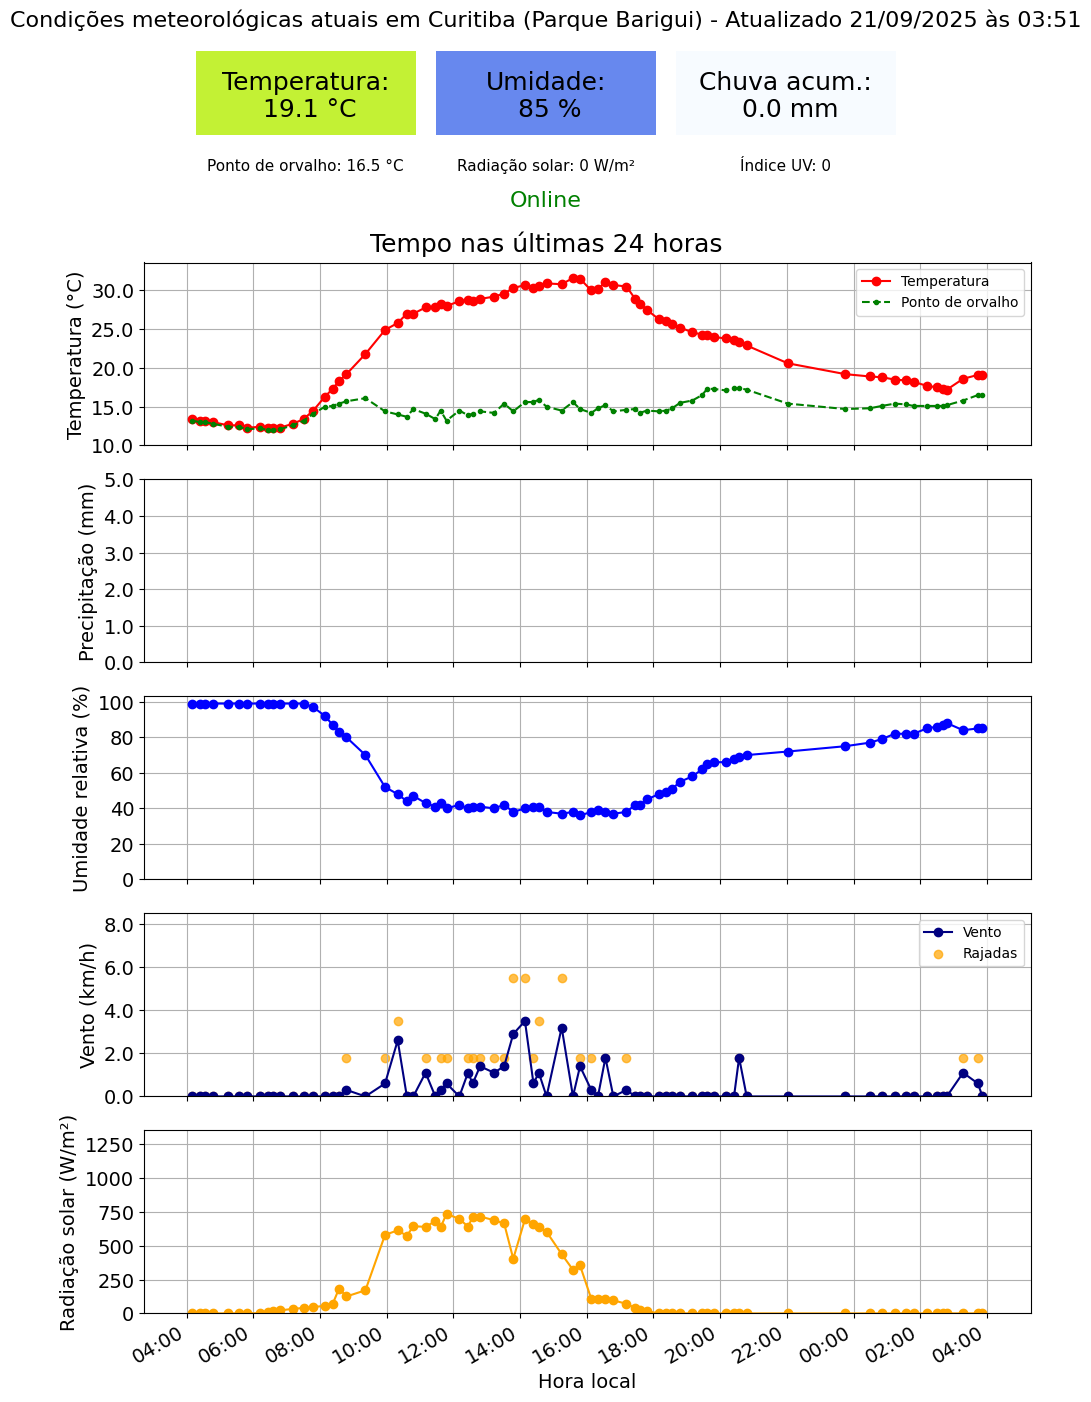 Condições meteorológicas atuais em Curitiba (Parque Barigui) - Atualizado 21/09/2025 às 03:51
Temperatura:
19.1 °C
Umidade:
85 %
Chuva acum.:
0.0 mm
Ponto de orvalho: 16.5 °C
Radiação solar: 0 W/m²
Índice UV: 0
Online
Tempo nas últimas 24 horas
Temperatura (°C)
30.0
25.0
20.0
15.0
10.0
Temperatura
Ponto de orvalho
Precipitação (mm)
5.0
4.0
3.0
2.0
1.0
0.0
Umidade relativa (%)
100
80
60
40
20
0
Vento (km/h)
8.0
6.0
4.0
2.0
0.0
Vento
Rajadas
Radiação solar (W/m²)
1250
1000
750
500
250
0
04:00
06:00
08:00
10:00
12:00
14:00
16:00
18:00
20:00
22:00
00:00
02:00
04:00
Hora local